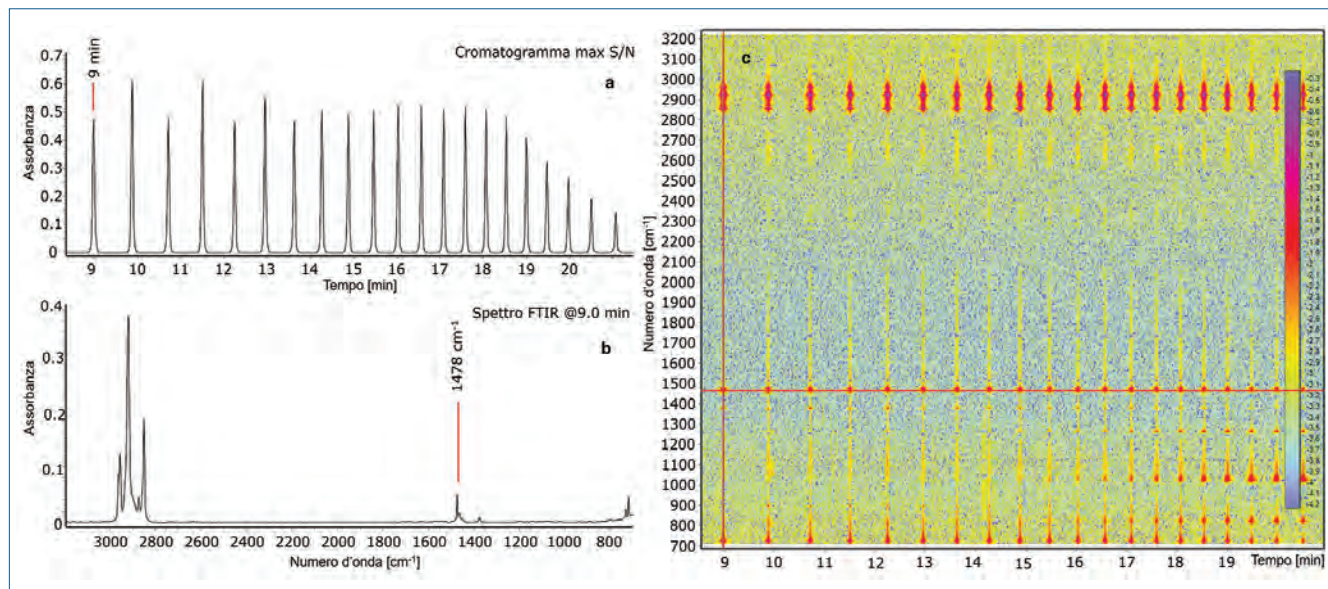 Cromatogramma max S/N
a
9 min
Assorbanza
0.7
0.6
0.5
0.4
0.3
0.2
0.1
0
9 10 11 12 13 14 15 16 17 18 19 20
Tempo [min]
Spettro FTIR @9.0 min
b
1478 cm⁻¹
Assorbanza
0.4
0.3
0.2
0.1
0
3000 2800 2600 2400 2200 2000 1800 1600 1400 1200 1000 800
Numero d'onda [cm⁻¹]
c
Numero d'onda [cm⁻¹]
3200
3100
3000
2900
2800
2700
2600
2500
2400
2300
2200
2100
2000
1900
1800
1700
1600
1500
1400
1300
1200
1100
1000
900
800
700
9 10 11 12 13 14 15 16 17 18 19 Tempo [min]